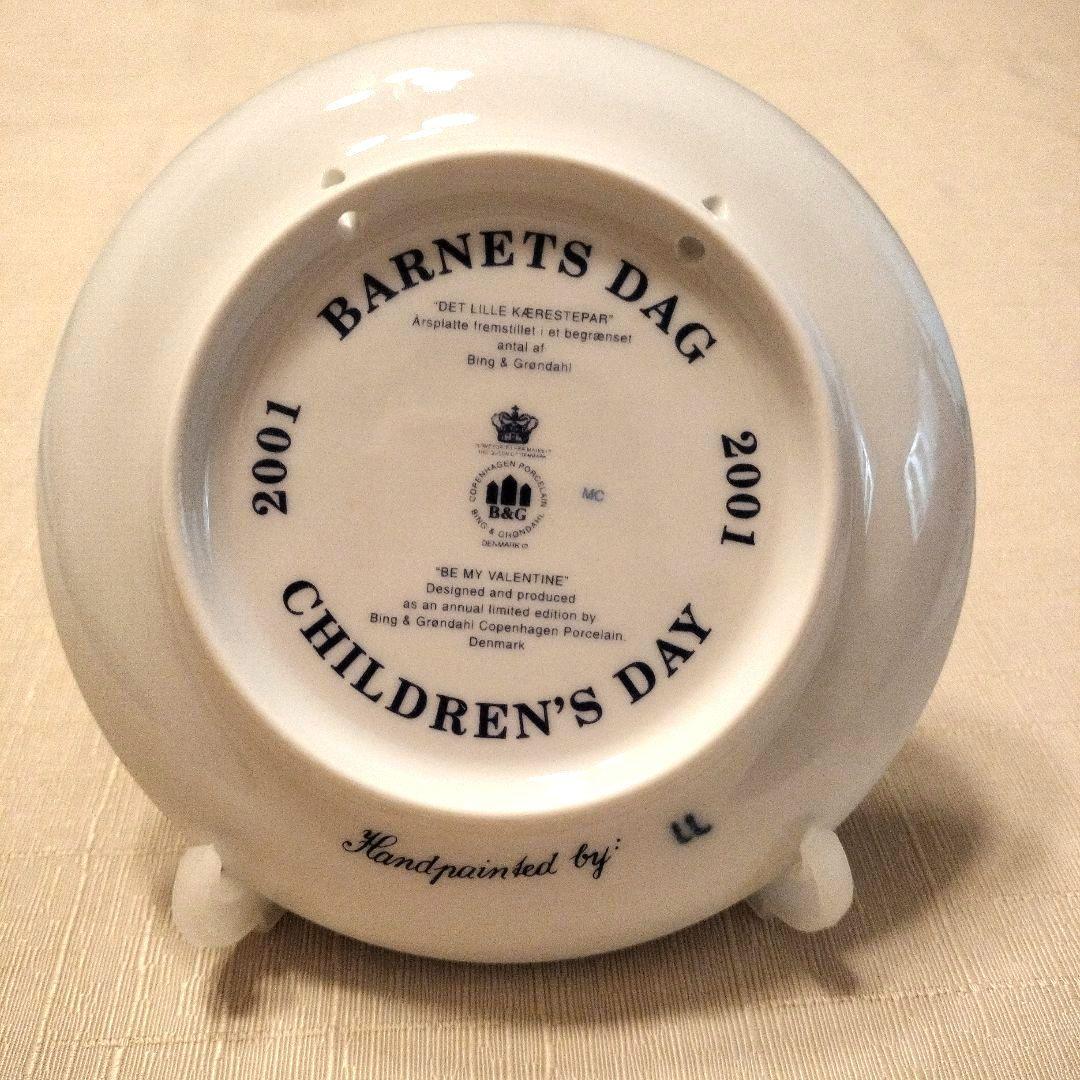 BARNETS DAG
"DET LILLE KÆRESTEPAR"
Årsplatte fremstillet i et begrænset
antal af
Bing & Grøndahl
2001
2001
COPENHAGEN PORCELAIN
BING & GRØNDAHL
B&G
DENMARK
MC
"BE MY VALENTINE"
Designed and produced
as an annual limited edition by
Bing & Grøndahl Copenhagen Porcelain.
Denmark
CHILDREN'S DAY
Handpainted by:
LL